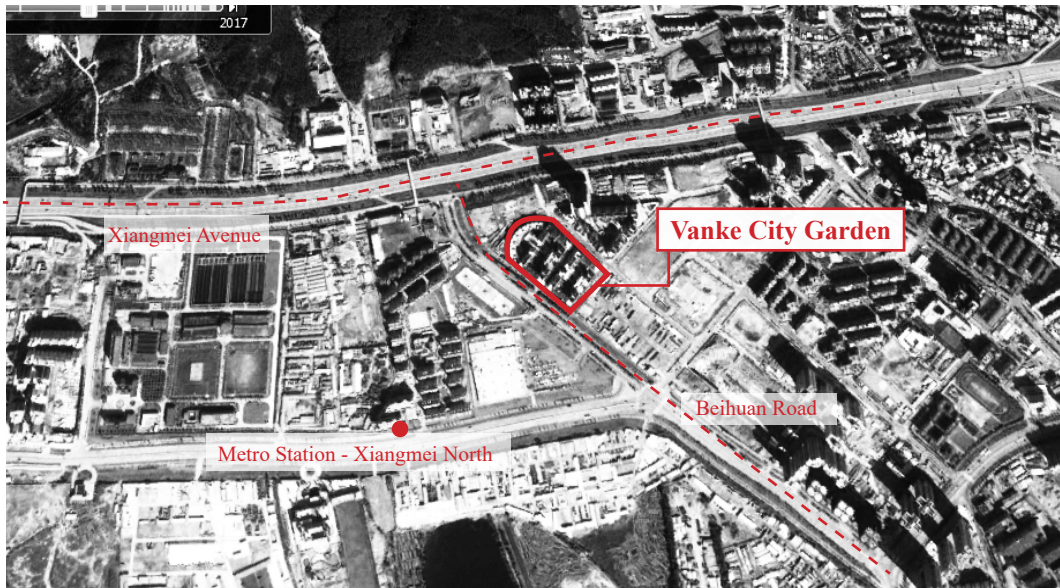 2017
Xiangmei Avenue
Vanke City Garden
Beihuan Road
Metro Station - Xiangmei North